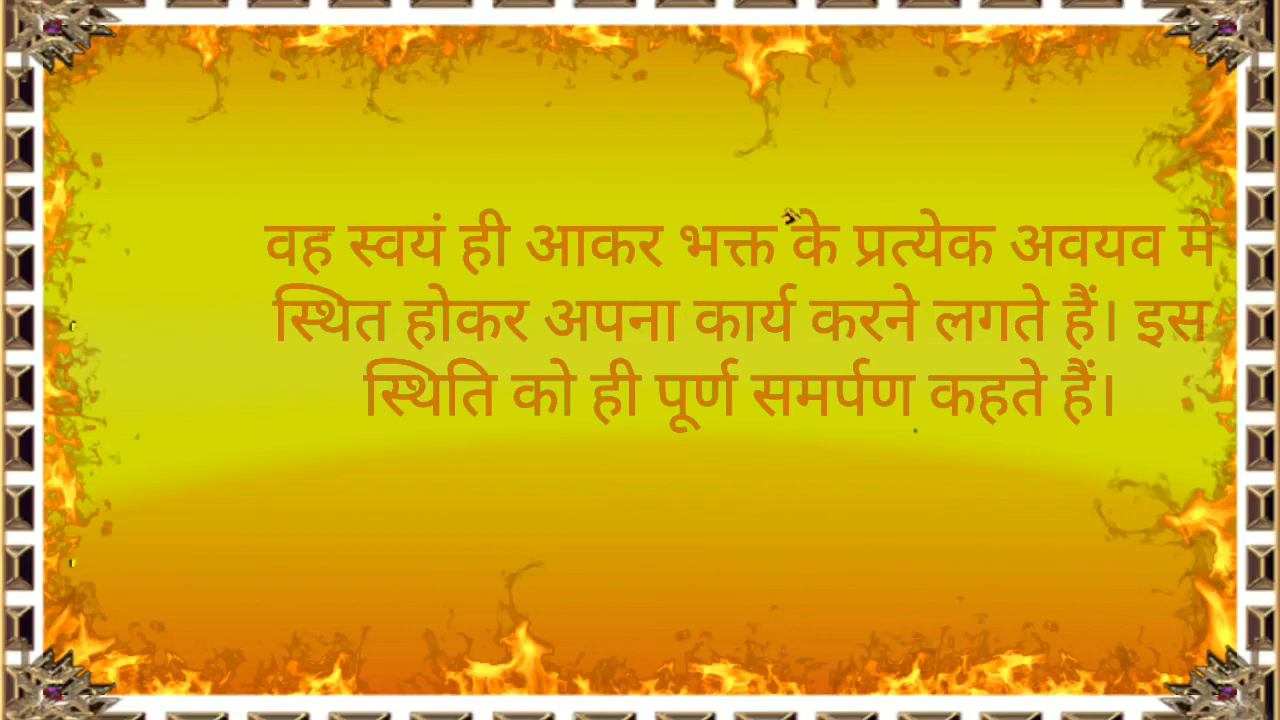 वह स्वयं ही आकर भक्त के प्रत्येक अवयव मे
स्थित होकर अपना कार्य करने लगते हैं। इस
स्थिति को ही पूर्ण समर्पण कहते हैं।